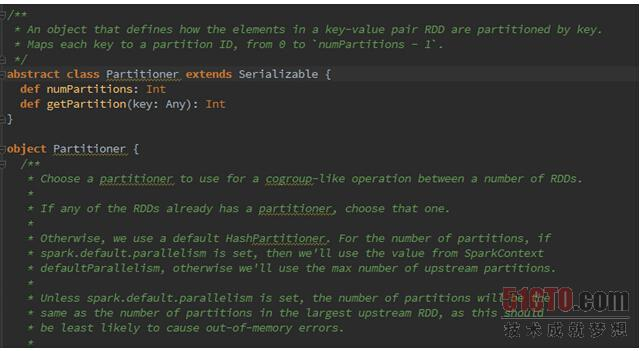 /**
 * An object that defines how the elements in a key-value pair RDD are partitioned by key.
 * Maps each key to a partition ID, from 0 to `numPartitions - 1`.
 */
abstract class Partitioner extends Serializable {
  def numPartitions: Int
  def getPartition(key: Any): Int
}

object Partitioner {
  /**
   * Choose a partitioner to use for a cogroup-like operation between a number of RDDs.
   *
   * If any of the RDDs already has a partitioner, choose that one.
   *
   * Otherwise, we use a default HashPartitioner. For the number of partitions, if
   * spark.default.parallelism is set, then we'll use the value from SparkContext
   * defaultParallelism, otherwise we'll use the max number of upstream partitions.
   *
   * Unless spark.default.parallelism is set, the number of partitions will be the
   * same as the number of partitions in the largest upstream RDD, as this should
   * be least likely to cause out-of-memory errors.
   *
51CTO.com
技术成就梦想